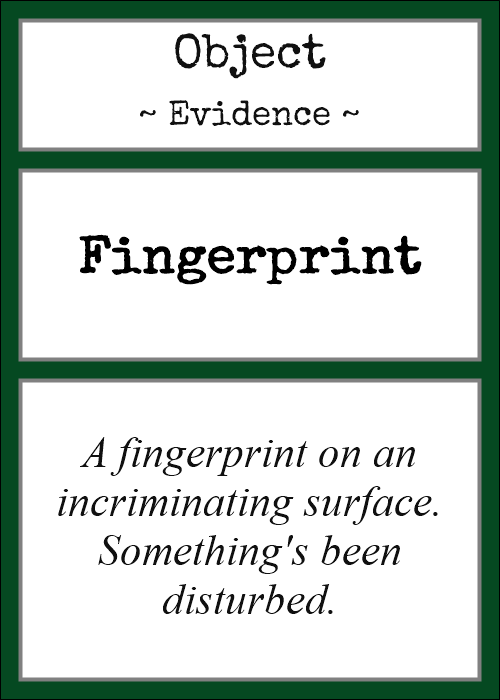 Object
~ Evidence ~
Fingerprint
A fingerprint on an
incriminating surface.
Something's been
disturbed.